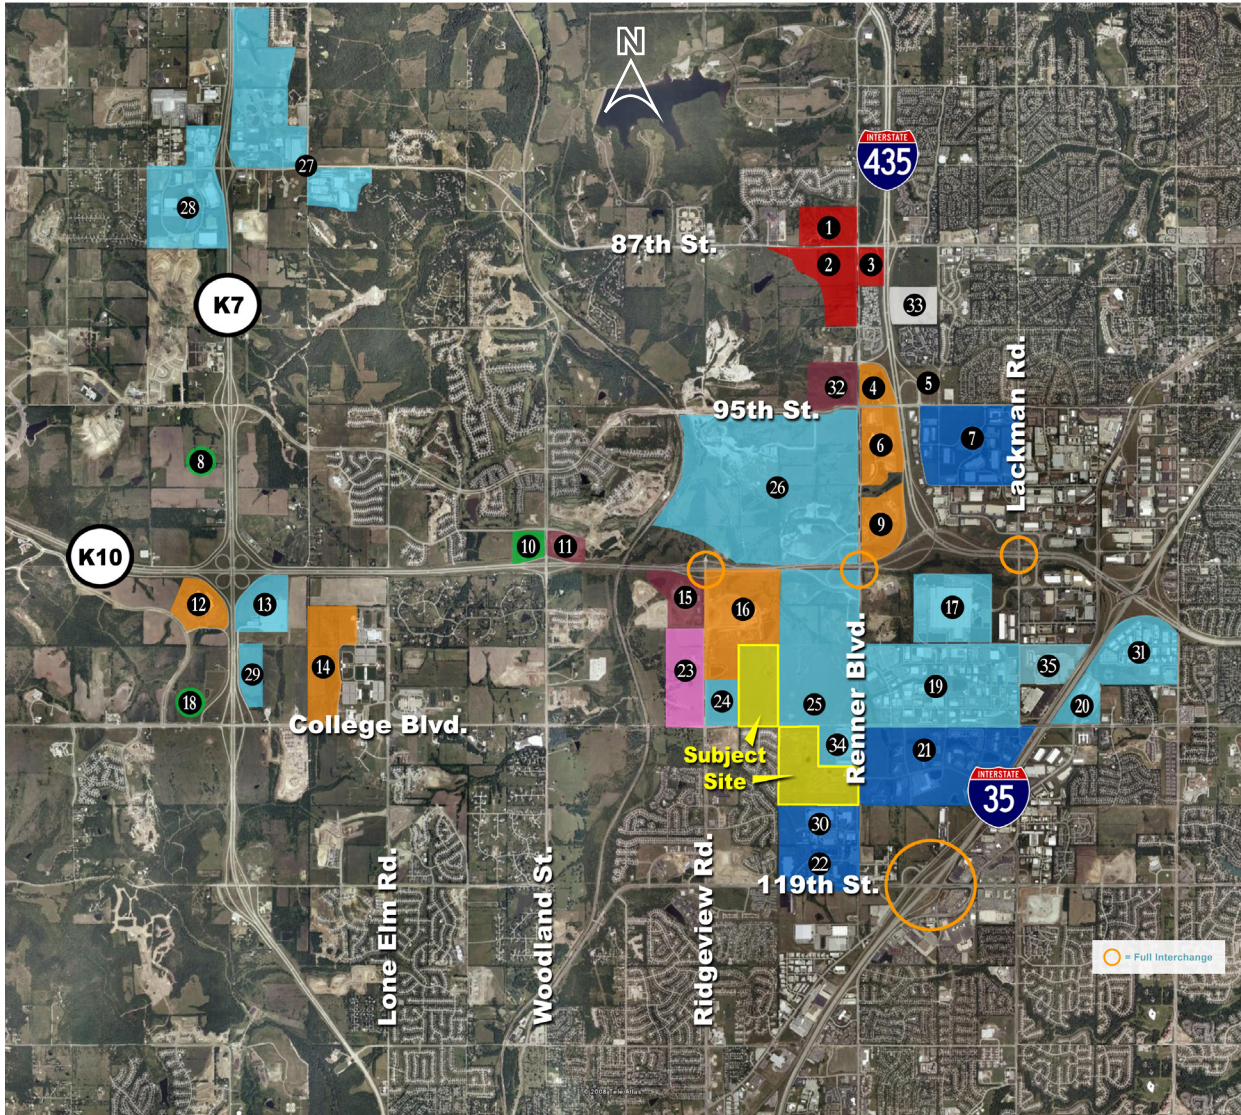 N
INTERSTATE
435
27
28
1
87th St.
2
3
K7
33
Lackman Rd.
32
4
5
95th St.
6
7
8
26
9
10
11
K10
12
13
15
16
17
14
29
18
23
24
25
Renner Blvd.
19
35
31
20
College Blvd.
Subject
Site
34
21
INTERSTATE
35
30
22
119th St.
Lone Elm Rd.
Woodland St.
Ridgeview Rd.
= Full Interchange
© 2008 Tele Atlas